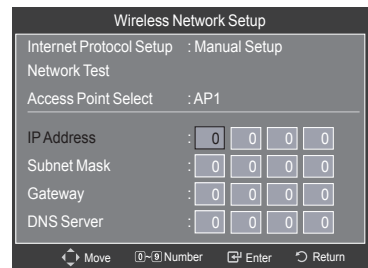 Wireless Network Setup
Internet Protocol Setup : Manual Setup
Network Test
Access Point Select : AP1
IP Address : 0 0 0 0
Subnet Mask : 0 0 0 0
Gateway : 0 0 0 0
DNS Server : 0 0 0 0
Move 0~9 Number Enter Return